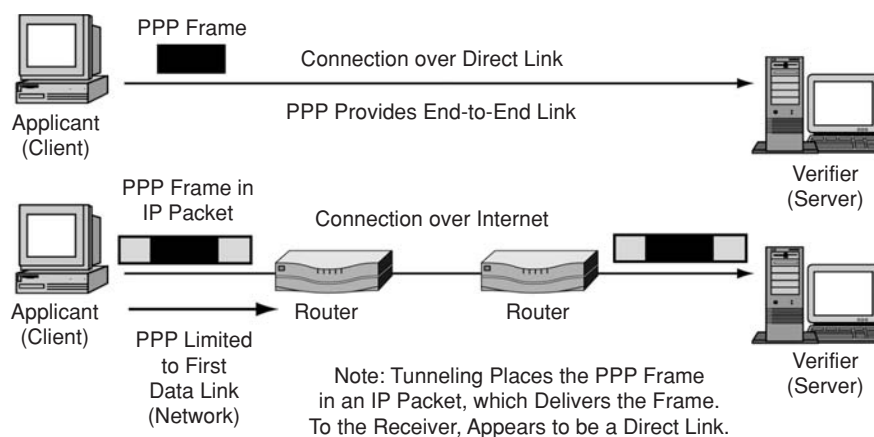 PPP Frame
Connection over Direct Link
PPP Provides End-to-End Link
Applicant
(Client)
Verifier
(Server)
PPP Frame in
IP Packet
Connection over Internet
Applicant
(Client)
Router
Router
PPP Limited
to First
Data Link
(Network)
Verifier
(Server)
Note: Tunneling Places the PPP Frame
in an IP Packet, which Delivers the Frame.
To the Receiver, Appears to be a Direct Link.